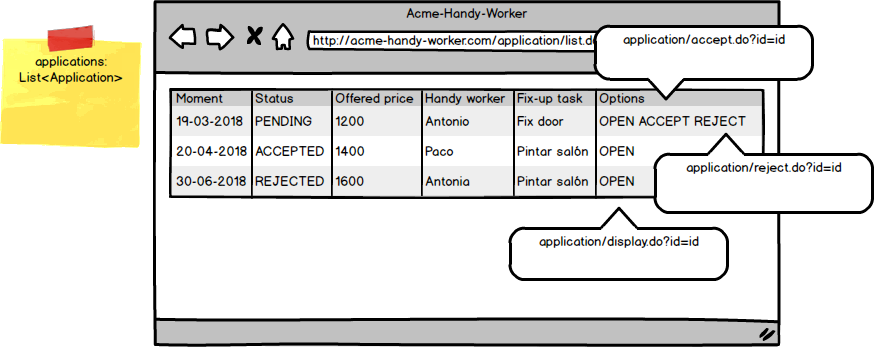 Acme-Handy-Worker
applications:
List<Application>
http://acme-handy-worker.com/application/list.d
application/accept.do?id=id
Moment Status Offered price Handy worker Fix-up task Options
19-03-2018 PENDING 1200 Antonio Fix door OPEN ACCEPT REJECT
20-04-2018 ACCEPTED 1400 Paco Pintar salón OPEN
30-06-2018 REJECTED 1600 Antonia Pintar salón OPEN
application/reject.do?id=id
application/display.do?id=id